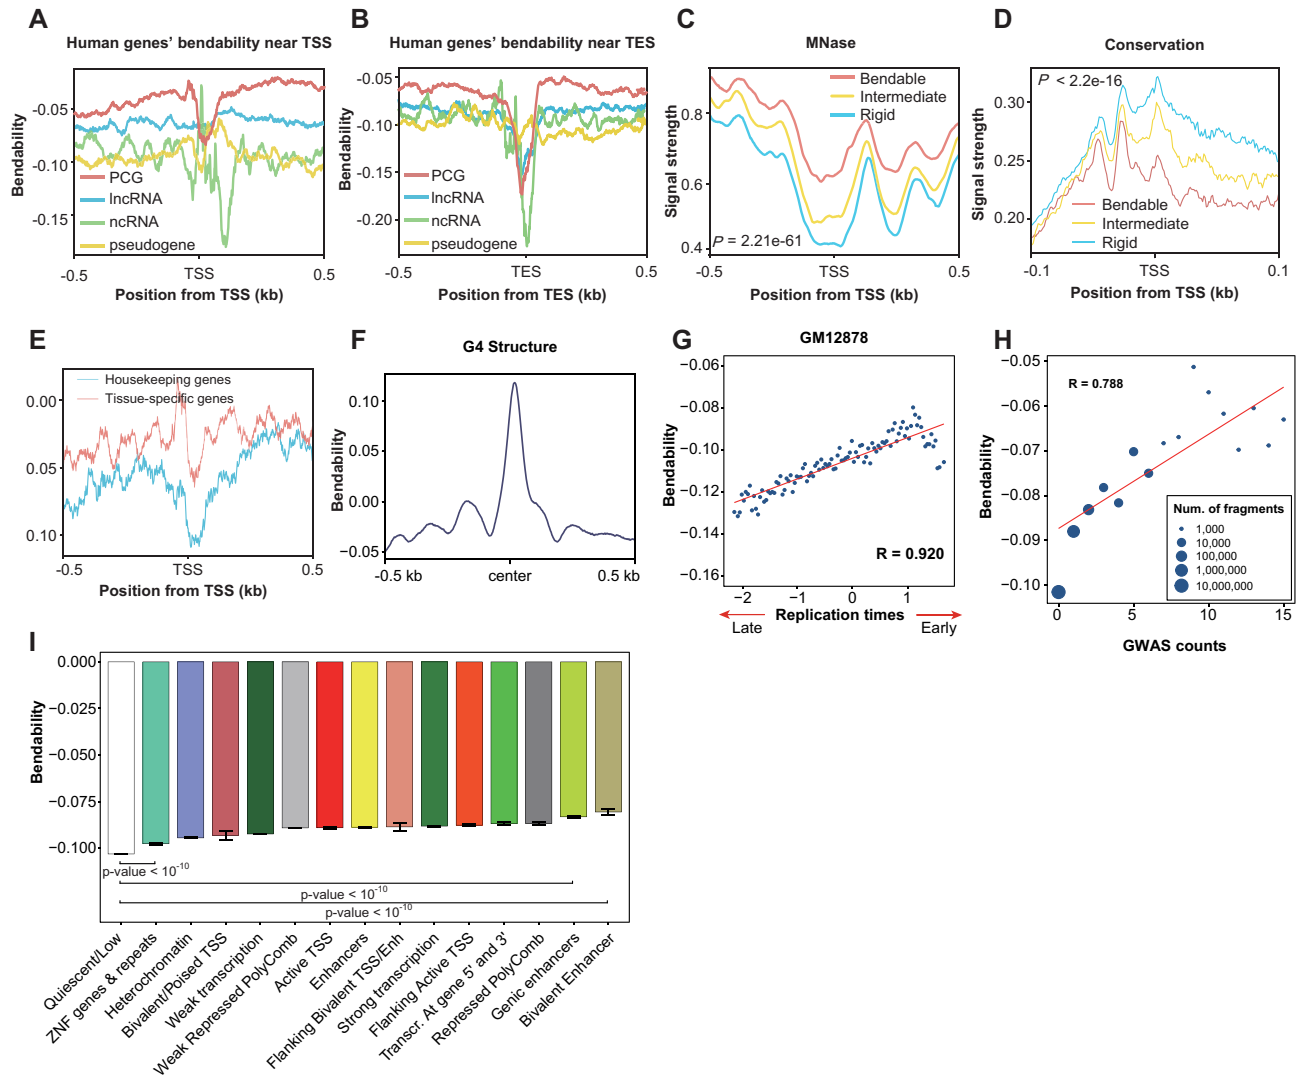 A
Human genes' bendability near TSS
Bendability
-0.05
-0.10
-0.15
PCG
lncRNA
ncRNA
pseudogene
-0.5
TSS
0.5
Position from TSS (kb)
B
Human genes' bendability near TES
Bendability
-0.05
-0.10
-0.15
-0.20
PCG
lncRNA
ncRNA
pseudogene
-0.5
TES
0.5
Position from TES (kb)
C
MNase
Signal strength
0.8
0.6
0.4
Bendable
Intermediate
Rigid
P = 2.21e-61
-0.5
TSS
0.5
Position from TSS (kb)
D
Conservation
Signal strength
P < 2.2e-16
0.30
0.25
0.20
Bendable
Intermediate
Rigid
-0.1
TSS
0.1
Position from TSS (kb)
E
Housekeeping genes
Tissue-specific genes
0.00
0.05
0.10
-0.5
TSS
0.5
Position from TSS (kb)
F
G4 Structure
Bendability
0.10
0.05
0.00
−0.05
-0.5 kb
center
0.5 kb
G
GM12878
Bendability
−0.06
−0.08
−0.10
−0.12
−0.14
−0.16
R = 0.920
−2
−1
0
1
Replication times
Late
Early
H
Bendability
R = 0.788
−0.05
−0.06
−0.07
−0.08
−0.09
−0.10
Num. of fragments
1,000
10,000
100,000
1,000,000
10,000,000
0
5
10
15
GWAS counts
I
Bendability
0.000
−0.025
−0.050
−0.075
−0.100
p-value < 10-10
p-value < 10-10
p-value < 10-10
Quiescent/Low
ZNF genes & repeats
Heterochromatin
Bivalent/Poised TSS
Weak transcription
Weak Repressed PolyComb
Active TSS
Enhancers
Flanking Bivalent TSS/Enh
Strong transcription
Flanking Active TSS
Transcr. At gene 5' and 3'
Repressed PolyComb
Genic enhancers
Bivalent Enhancer